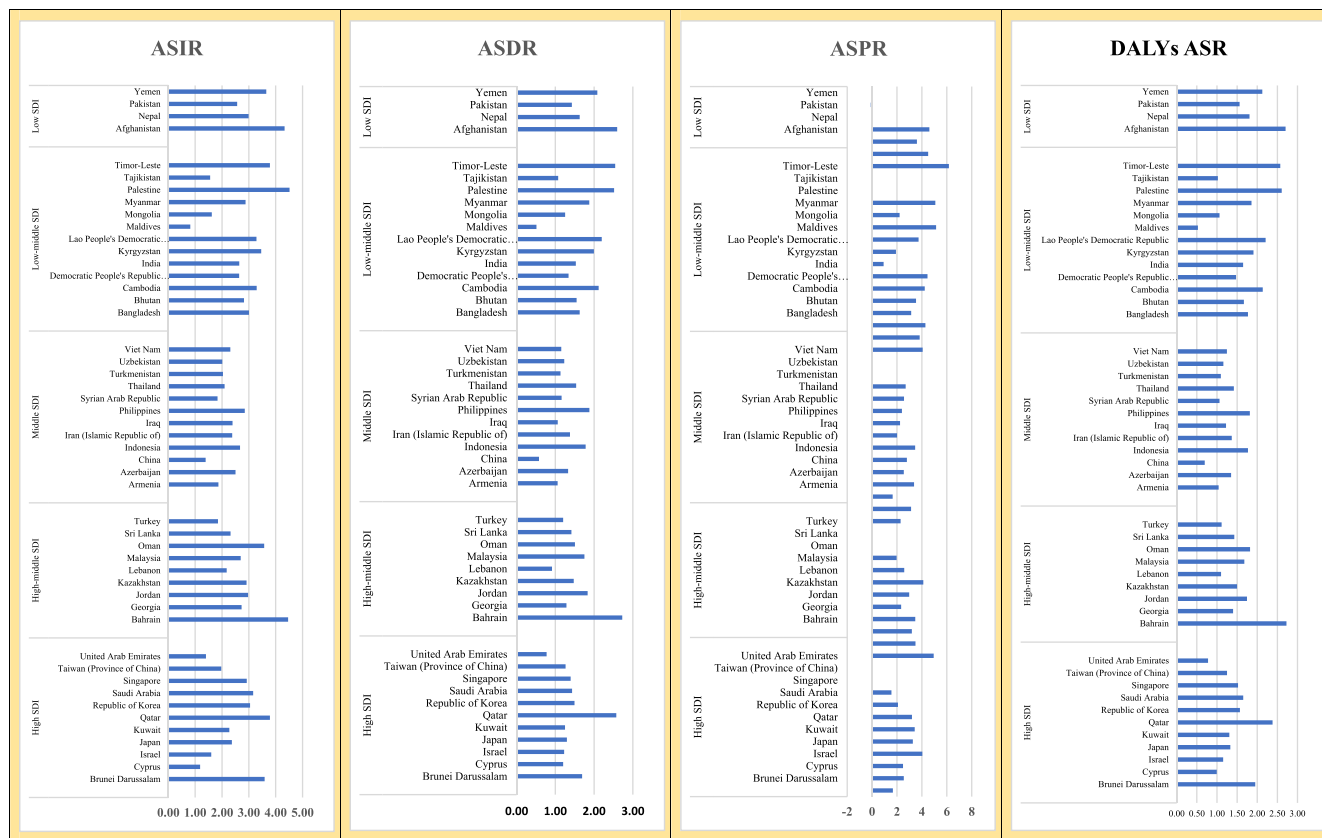 ASIR
Low SDI
Yemen
Pakistan
Nepal
Afghanistan
Low-middle SDI
Timor-Leste
Tajikistan
Palestine
Myanmar
Mongolia
Maldives
Lao People's Democratic…
Kyrgyzstan
India
Democratic People's Republic…
Cambodia
Bhutan
Bangladesh
Middle SDI
Viet Nam
Uzbekistan
Turkmenistan
Thailand
Syrian Arab Republic
Philippines
Iraq
Iran (Islamic Republic of)
Indonesia
China
Azerbaijan
Armenia
High-middle SDI
Turkey
Sri Lanka
Oman
Malaysia
Lebanon
Kazakhstan
Jordan
Georgia
Bahrain
High SDI
United Arab Emirates
Taiwan (Province of China)
Singapore
Saudi Arabia
Republic of Korea
Qatar
Kuwait
Japan
Israel
Cyprus
Brunei Darussalam
0.00 1.00 2.00 3.00 4.00 5.00
ASDR
Low SDI
Yemen
Pakistan
Nepal
Afghanistan
Low-middle SDI
Timor-Leste
Tajikistan
Palestine
Myanmar
Mongolia
Maldives
Lao People's Democratic…
Kyrgyzstan
India
Democratic People's…
Cambodia
Bhutan
Bangladesh
Middle SDI
Viet Nam
Uzbekistan
Turkmenistan
Thailand
Syrian Arab Republic
Philippines
Iraq
Iran (Islamic Republic of)
Indonesia
China
Azerbaijan
Armenia
High-middle SDI
Turkey
Sri Lanka
Oman
Malaysia
Lebanon
Kazakhstan
Jordan
Georgia
Bahrain
High SDI
United Arab Emirates
Taiwan (Province of China)
Singapore
Saudi Arabia
Republic of Korea
Qatar
Kuwait
Japan
Israel
Cyprus
Brunei Darussalam
0.00 1.00 2.00 3.00
ASPR
Low SDI
Yemen
Pakistan
Nepal
Afghanistan
Low-middle SDI
Timor-Leste
Tajikistan
Palestine
Myanmar
Mongolia
Maldives
Lao People's Democratic…
Kyrgyzstan
India
Democratic People's…
Cambodia
Bhutan
Bangladesh
Middle SDI
Viet Nam
Uzbekistan
Turkmenistan
Thailand
Syrian Arab Republic
Philippines
Iraq
Iran (Islamic Republic of)
Indonesia
China
Azerbaijan
Armenia
High-middle SDI
Turkey
Sri Lanka
Oman
Malaysia
Lebanon
Kazakhstan
Jordan
Georgia
Bahrain
High SDI
United Arab Emirates
Taiwan (Province of China)
Singapore
Saudi Arabia
Republic of Korea
Qatar
Kuwait
Japan
Israel
Cyprus
Brunei Darussalam
-2 0 2 4 6 8
DALYs ASR
Low SDI
Yemen
Pakistan
Nepal
Afghanistan
Low-middle SDI
Timor-Leste
Tajikistan
Palestine
Myanmar
Mongolia
Maldives
Lao People's Democratic Republic
Kyrgyzstan
India
Democratic People's Republic…
Cambodia
Bhutan
Bangladesh
Middle SDI
Viet Nam
Uzbekistan
Turkmenistan
Thailand
Syrian Arab Republic
Philippines
Iraq
Iran (Islamic Republic of)
Indonesia
China
Azerbaijan
Armenia
High-middle SDI
Turkey
Sri Lanka
Oman
Malaysia
Lebanon
Kazakhstan
Jordan
Georgia
Bahrain
High SDI
United Arab Emirates
Taiwan (Province of China)
Singapore
Saudi Arabia
Republic of Korea
Qatar
Kuwait
Japan
Israel
Cyprus
Brunei Darussalam
0.00 0.50 1.00 1.50 2.00 2.50 3.00